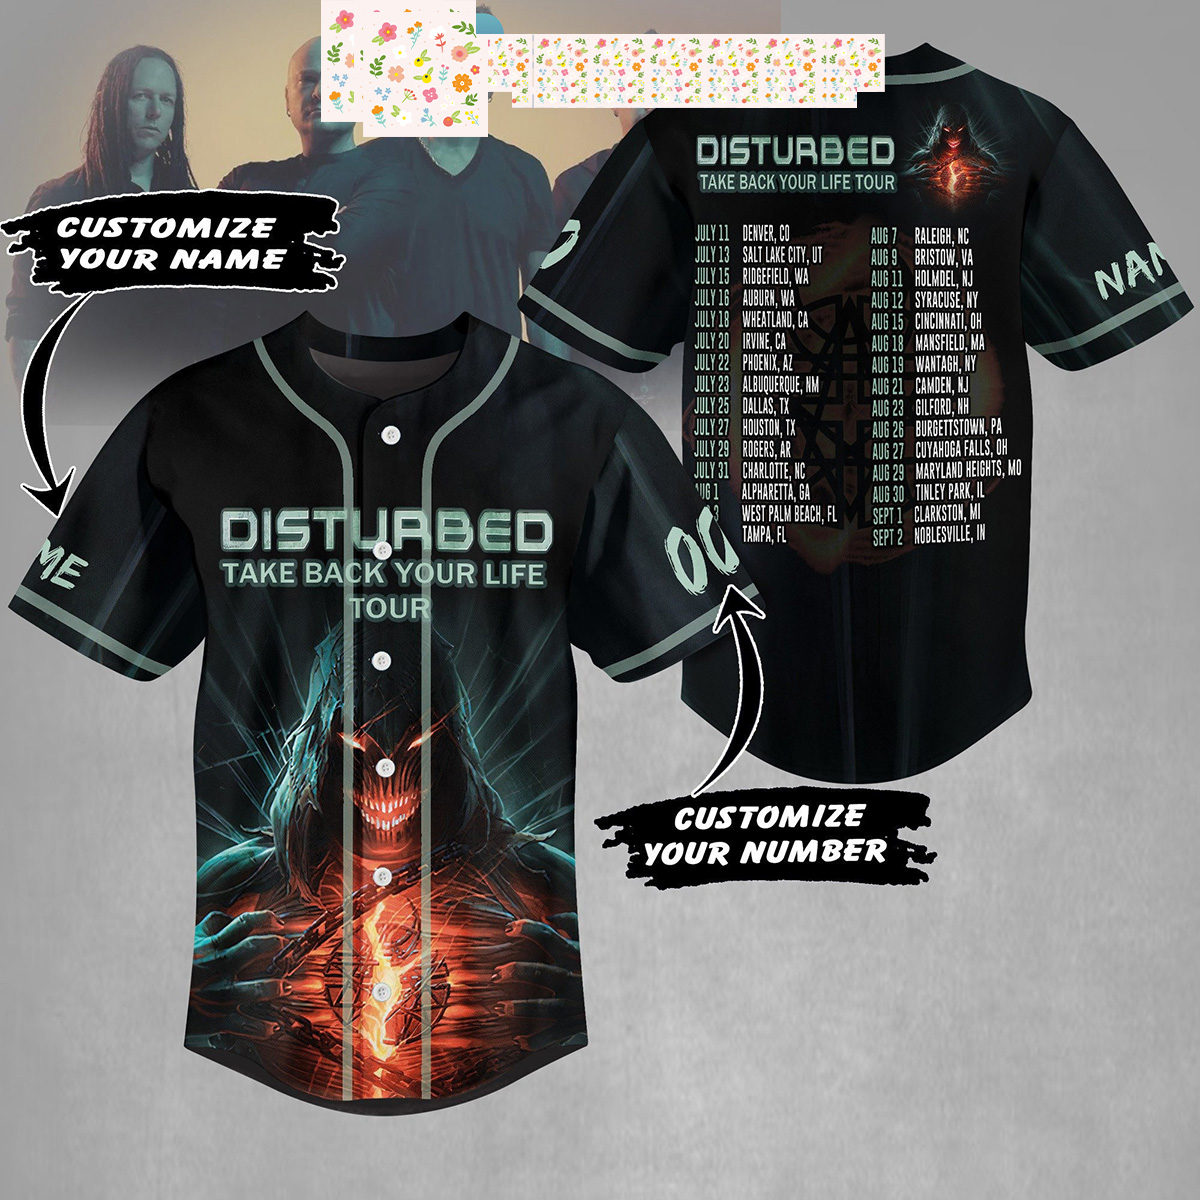 CUSTOMIZE
YOUR NAME
DISTURBED
TAKE BACK YOUR LIFE TOUR
JULY 11 DENVER, CO
JULY 13 SALT LAKE CITY, UT
JULY 15 RIDGEFIELD, WA
JULY 16 AUBURN, WA
JULY 18 WHEATLAND, CA
JULY 20 IRVINE, CA
JULY 22 PHOENIX, AZ
JULY 23 ALBUQUERQUE, NM
JULY 25 DALLAS, TX
JULY 27 HOUSTON, TX
JULY 29 ROGERS, AR
JULY 31 CHARLOTTE, NC
UG 1 ALPHARETTA, GA
3 WEST PALM BEACH, FL
TAMPA, FL
AUG 7 RALEIGH, NC
AUG 9 BRISTOW, VA
AUG 11 HOLMDEL, NJ
AUG 12 SYRACUSE, NY
AUG 15 CINCINNATI, OH
AUG 18 MANSFIELD, MA
AUG 19 WANTAGH, NY
AUG 21 CAMDEN, NJ
AUG 23 GILFORD, NH
AUG 26 BURGETTSTOWN, PA
AUG 27 CUYAHOGA FALLS, OH
AUG 29 MARYLAND HEIGHTS, MO
AUG 30 TINLEY PARK, IL
SEPT 1 CLARKSTON, MI
SEPT 2 NOBLESVILLE, IN
0
NAM
DISTURBED
TAKE BACK YOUR LIFE
TOUR
ME
00
CUSTOMIZE
YOUR NUMBER